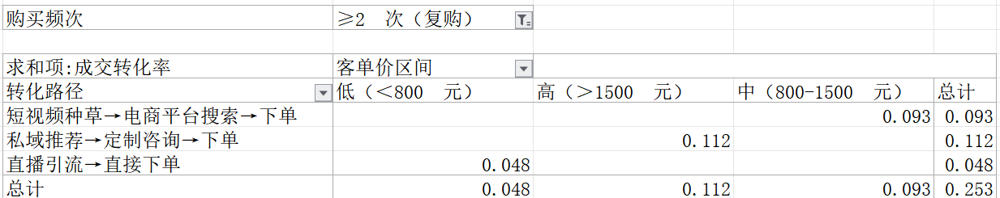 购买频次 ≥2 次（复购）
求和项:成交转化率 客单价区间
转化路径 低（＜800 元） 高（＞1500 元） 中（800-1500 元） 总计
短视频种草→电商平台搜索→下单 0.093 0.093
私域推荐→定制咨询→下单 0.112 0.112
直播引流→直接下单 0.048 0.048
总计 0.048 0.112 0.093 0.253